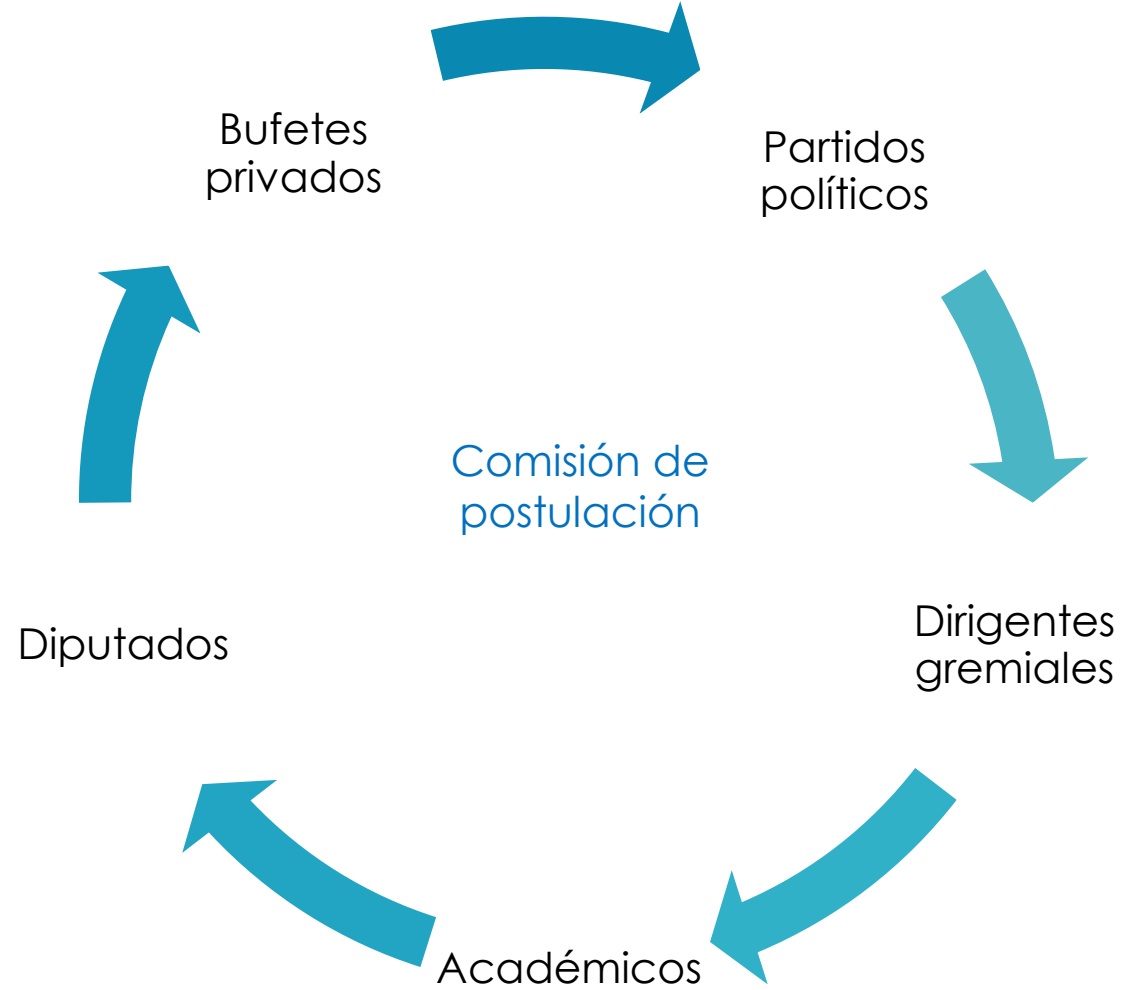 Bufetes
privados
Partidos
políticos
Comisión de
postulación
Dirigentes
gremiales
Diputados
Académicos